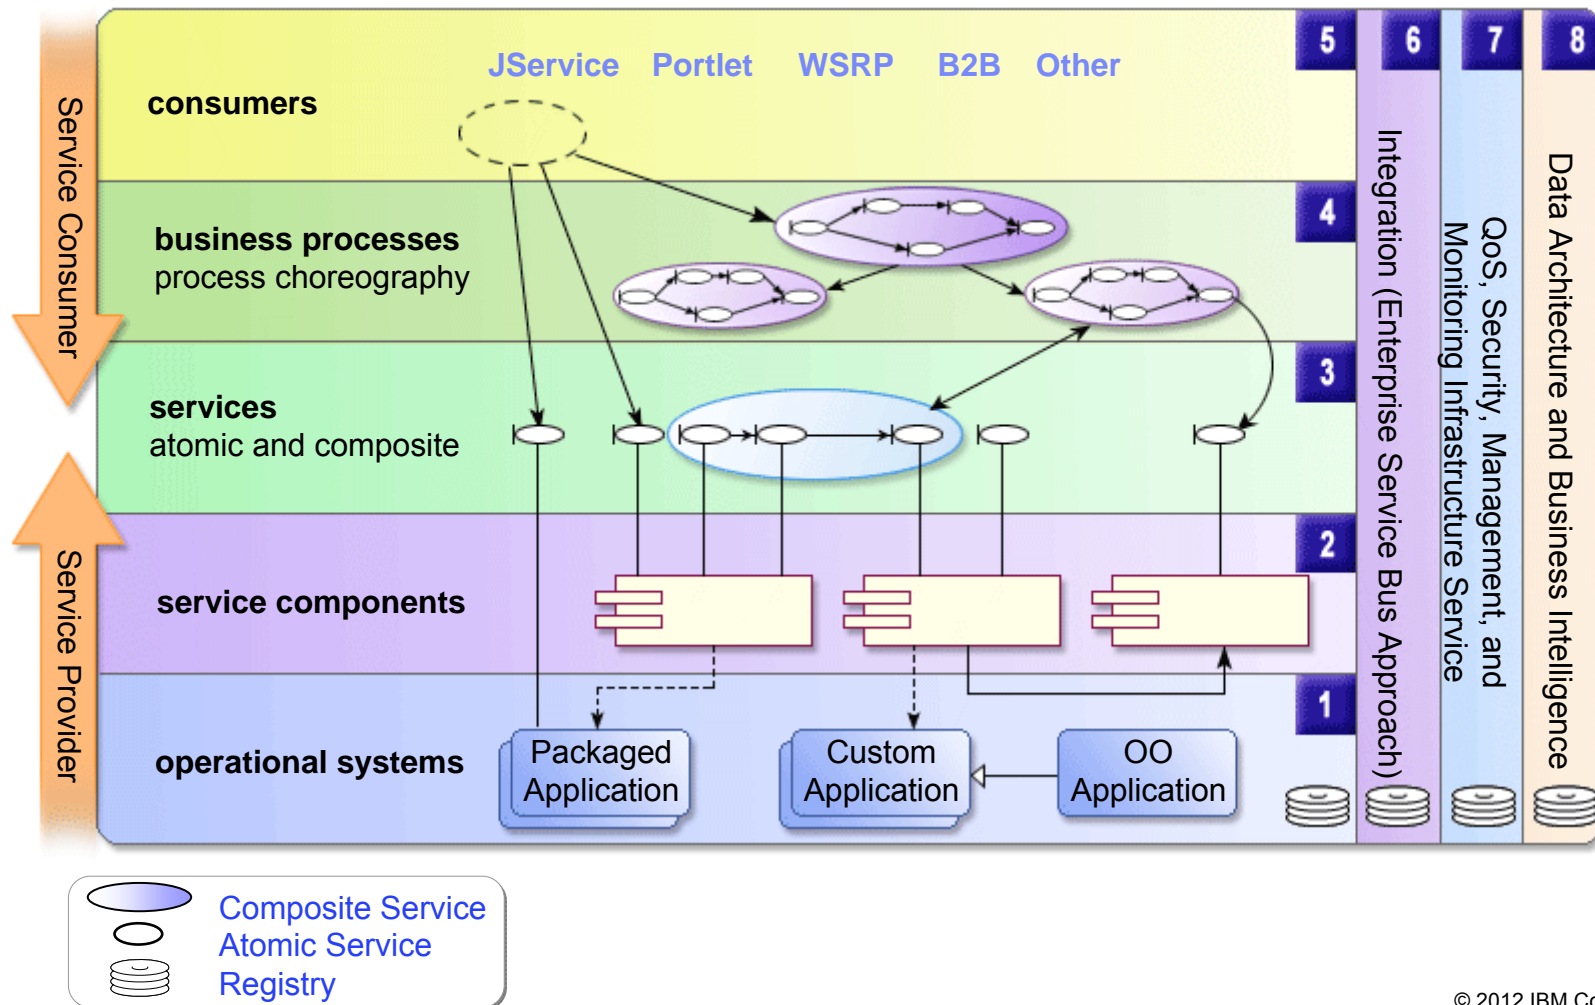 JService Portlet WSRP B2B Other
consumers
5
6
7
8
Service Consumer
business processes
process choreography
4
services
atomic and composite
3
Service Provider
service components
2
operational systems
1
Packaged
Application
Custom
Application
OO
Application
Integration (Enterprise Service Bus Approach)
QoS, Security, Management, and
Monitoring Infrastructure Service
Data Architecture and Business Intelligence
Composite Service
Atomic Service
Registry
© 2012 IBM Co